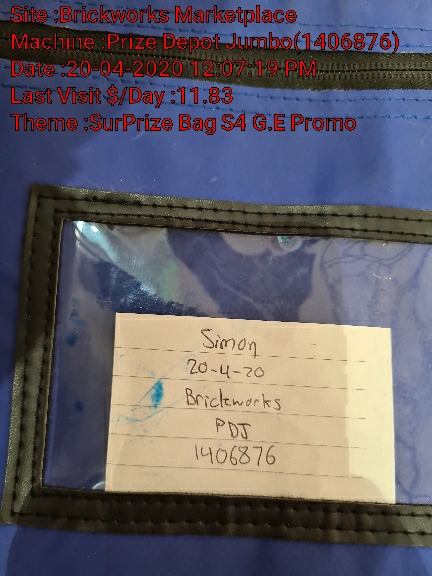 Site :Brickworks Marketplace
Machine :Prize Depot Jumbo(1406876)
Date :20-04-2020 12:07:19 PM
Last Visit $/Day :11.83
Theme :SurPrize Bag S4 G.E Promo
Simon
20-4-20
Brickworks
PDJ
1406876